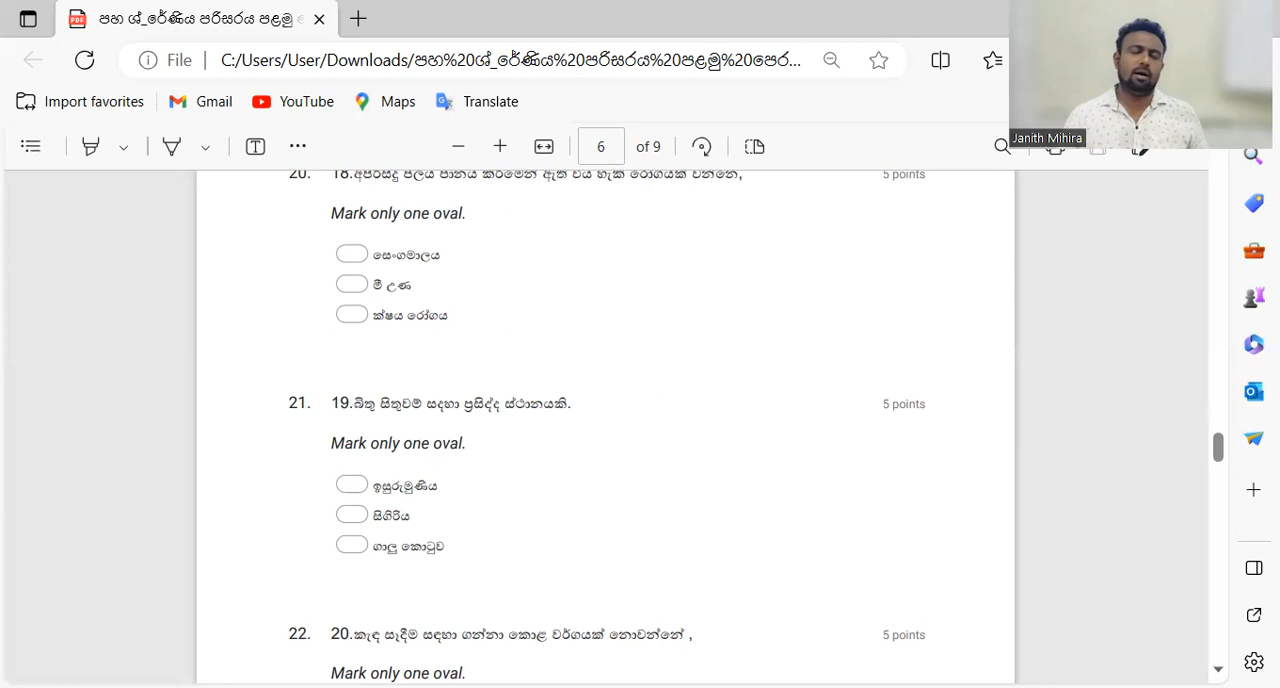 පහ ශ්_රේණිය පරිසරය පළමු
File
C:/Users/User/Downloads/පහ%20ශ්_රේණිය%20පරිසරය%20පළමු%20පෙර...
Import favorites
Gmail
YouTube
Maps
Translate
6 of 9
Janith Mihira
20. 18.අපිරිසිදු ජලය පානය කිරීමෙන් ඇති විය හැකි රෝගයක් වන්නේ, 5 points
Mark only one oval.
සෙංගමාලය
මී උණ
ක්ෂය රෝගය
21. 19.බිතු සිතුවම් සදහා ප්‍රසිද්ද ස්ථානයකි. 5 points
Mark only one oval.
ඉසුරුමුණිය
සිගිරිය
ගාලු කොටුව
22. 20.කැඳ සෑදීම සඳහා ගන්නා කොළ වර්ගයක් නොවන්නේ , 5 points
Mark only one oval.